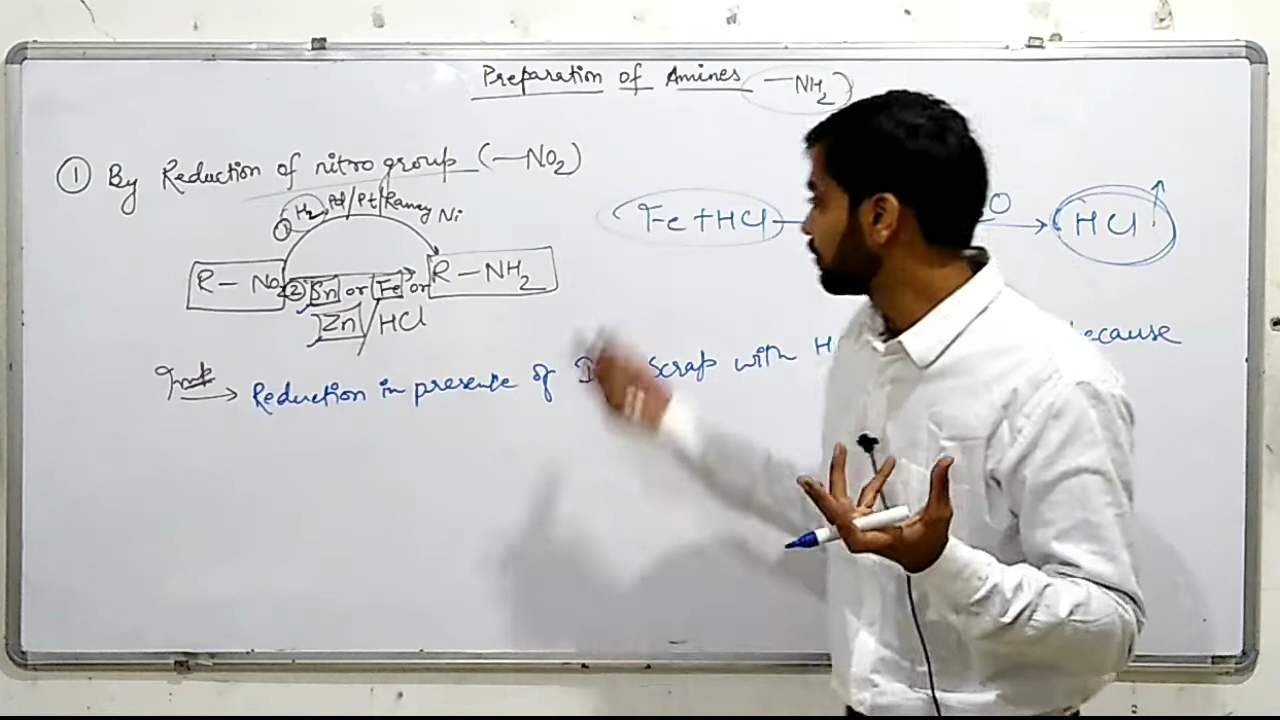 Preparation of Amines —NH₂
① By Reduction of nitro group (—NO₂)
① H₂ Pd/Pt/Raney Ni
R — NO₂ ② Sn or Fe or R — NH₂
Zn/HCl
Fe + HCl — O → HCl ↑
Imp → Reduction in presence of scrap with H because